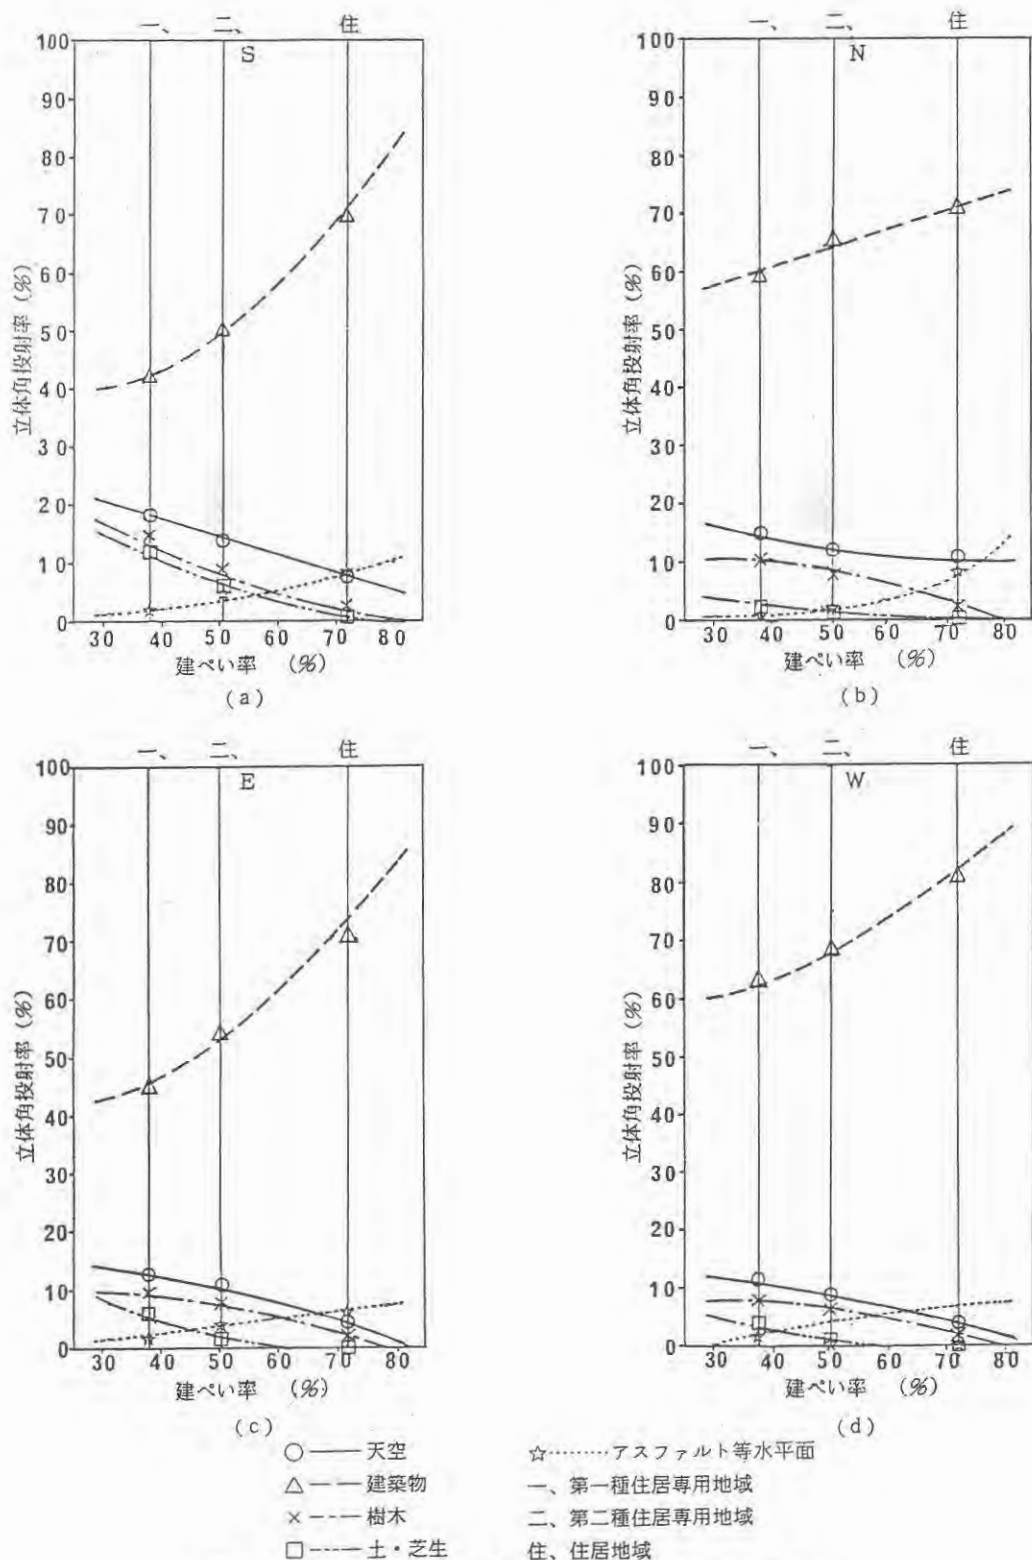 一、 二、 住
S
100
90
80
70
60
50
40
30
20
10
0
立体角投射率(%)
30 40 50 60 70 80
建ぺい率 (%)
(a)
一、 二、 住
N
100
90
80
70
60
50
40
30
20
10
0
立体角投射率(%)
30 40 50 60 70 80
建ぺい率 (%)
(b)
一、 二、 住
E
100
90
80
70
60
50
40
30
20
10
0
立体角投射率(%)
30 40 50 60 70 80
建ぺい率 (%)
(c)
一、 二、 住
W
100
90
80
70
60
50
40
30
20
10
0
立体角投射率(%)
30 40 50 60 70 80
建ぺい率 (%)
(d)
天空
建築物
樹木
土・芝生
アスファルト等水平面
一、第一種住居専用地域
二、第二種住居専用地域
住、住居地域